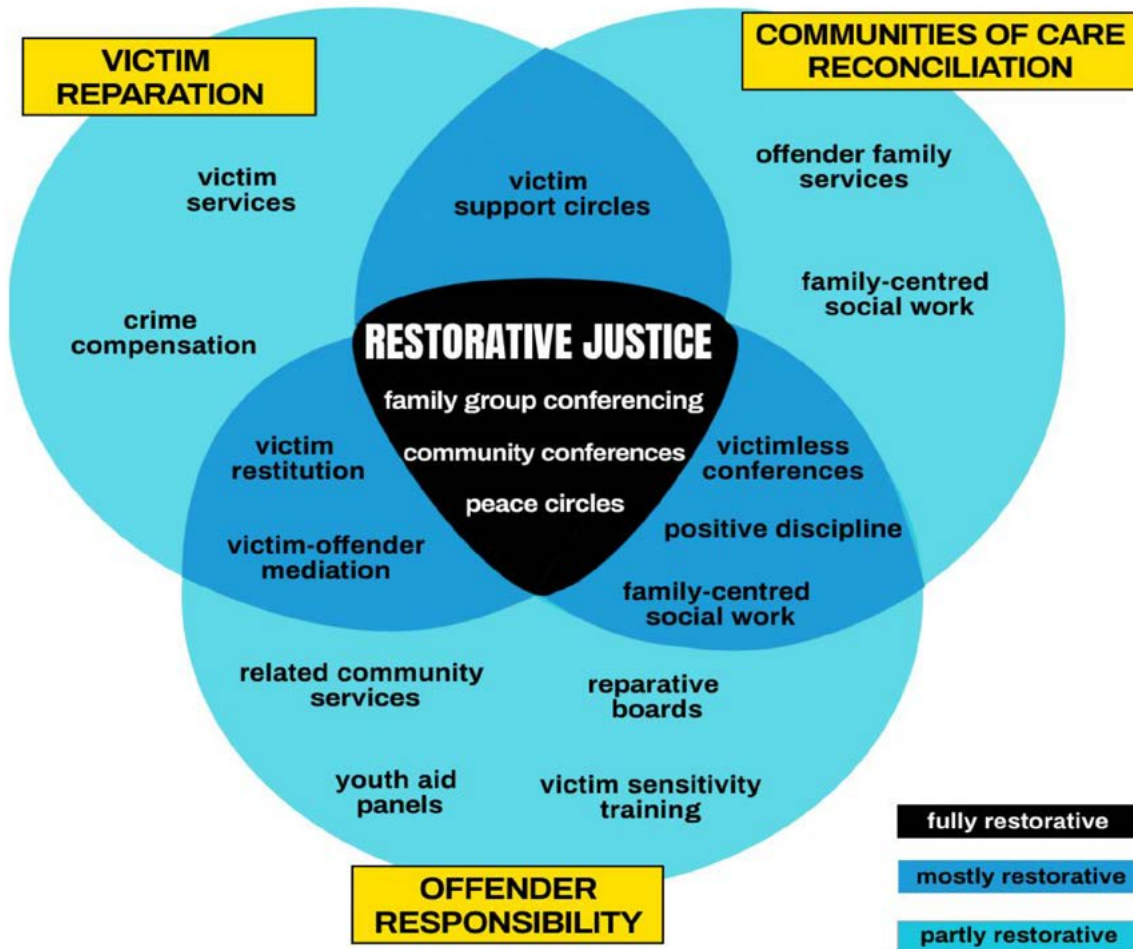 VICTIM
REPARATION
COMMUNITIES OF CARE
RECONCILIATION
victim
services
victim
support circles
offender family
services
crime
compensation
family-centred
social work
RESTORATIVE JUSTICE
family group conferencing
community conferences
peace circles
victim
restitution
victim-offender
mediation
victimless
conferences
positive discipline
family-centred
social work
related community
services
reparative
boards
youth aid
panels
victim sensitivity
training
OFFENDER
RESPONSIBILITY
fully restorative
mostly restorative
partly restorative